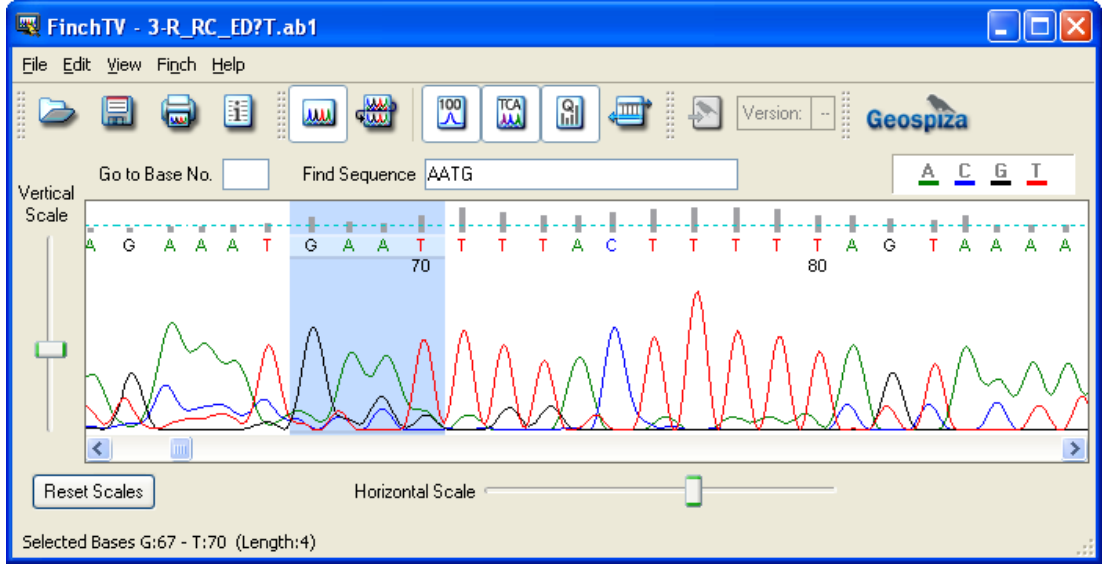 FinchTV - 3-R_RC_ED?T.ab1
File Edit View Finch Help
100 TCA Q Version: -- Geospiza
Go to Base No. Find Sequence AATG A C G T
Vertical
Scale
A G A A A T G A A T T T T A C T T T T T A G T A A A A
70 80
Reset Scales Horizontal Scale
Selected Bases G:67 - T:70 (Length:4)